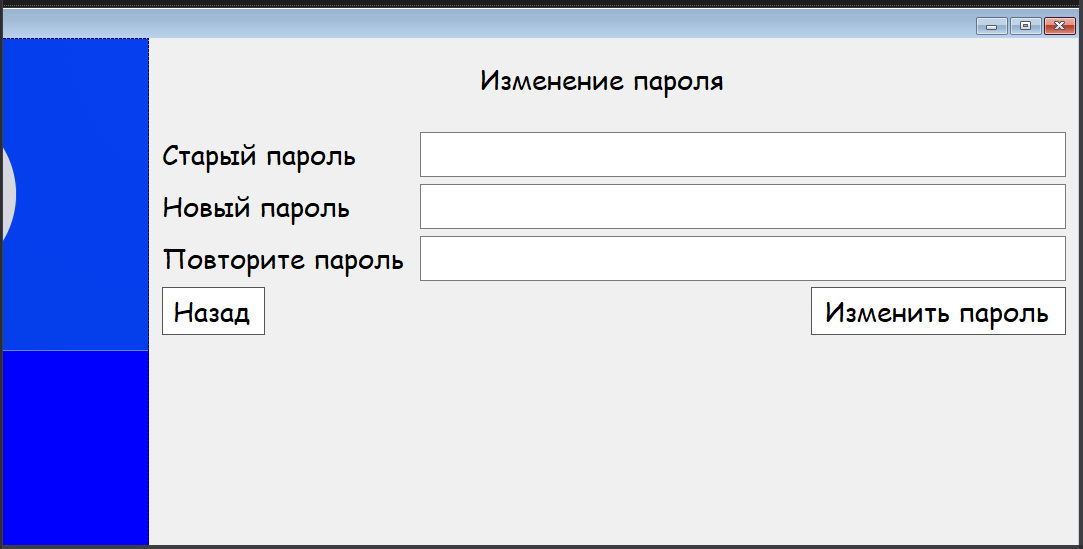 Изменение пароля
Старый пароль
Новый пароль
Повторите пароль
Назад
Изменить пароль